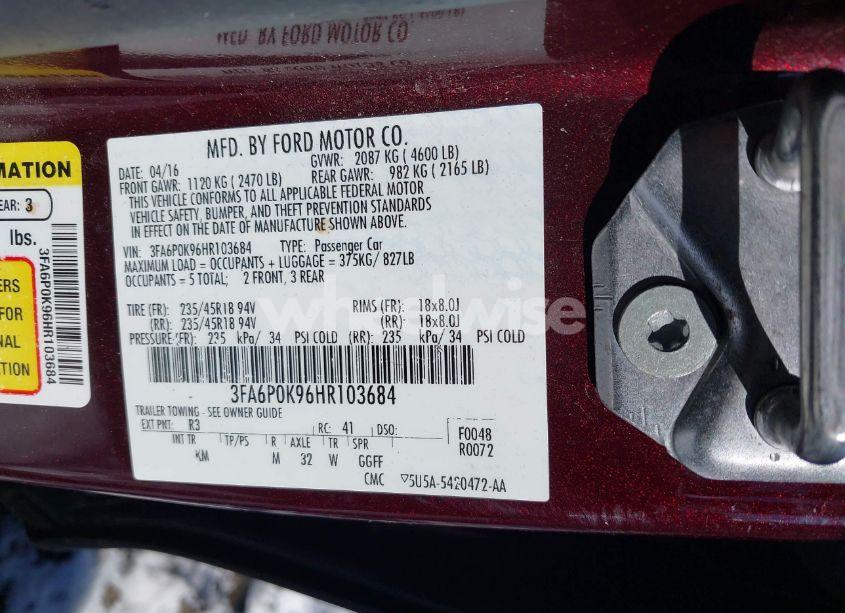 MFD. BY FORD MOTOR CO.
DATE: 04/16 GVWR: 2087 KG ( 4600 LB)
FRONT GAWR: 1120 KG ( 2470 LB) REAR GAWR: 982 KG ( 2165 LB)
THIS VEHICLE CONFORMS TO ALL APPLICABLE FEDERAL MOTOR
VEHICLE SAFETY, BUMPER, AND THEFT PREVENTION STANDARDS
IN EFFECT ON THE DATE OF MANUFACTURE SHOWN ABOVE.
VIN: 3FA6P0K96HR103684 TYPE: Passenger Car
MAXIMUM LOAD = OCCUPANTS + LUGGAGE = 375KG/ 827LB
OCCUPANTS = 5 TOTAL; 2 FRONT, 3 REAR
TIRE (FR): 235/45R18 94V RIMS (FR): 18x8.0J
(RR): 235/45R18 94V (RR): 18x8.0J
PRESSURE (FR): 235 kPa/ 34 PSI COLD (RR): 235 kPa/ 34 PSI COLD
3FA6P0K96HR103684
TRAILER TOWING - SEE OWNER GUIDE
EXT PNT: R3 RC: 41 DSO: F0048
R0072
INT TR TP/PS R AXLE TR SPR
KM M 32 W GGFF
CMC ▽5U5A-5420472-AA
MATION
EAR: 3
lbs.
3FA6P0K96HR103684
ERS
FOR
NAL
TION
wheelwise